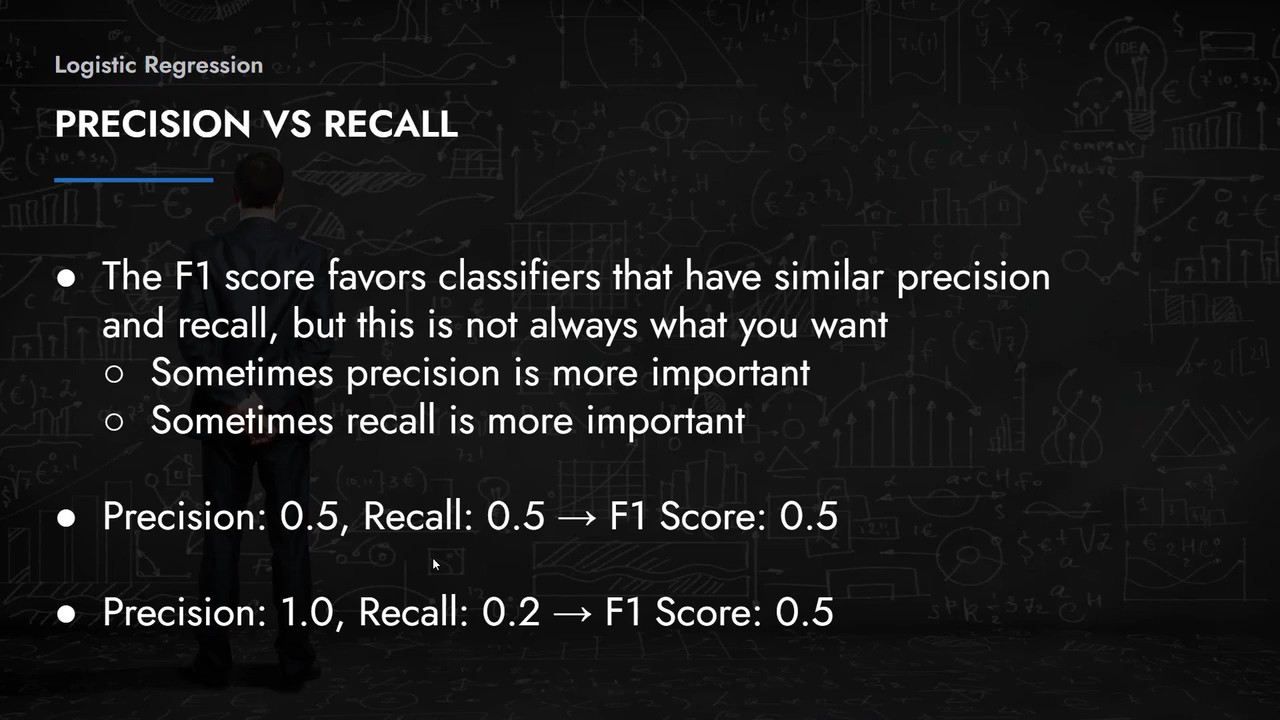 Logistic Regression
PRECISION VS RECALL
● The F1 score favors classifiers that have similar precision
and recall, but this is not always what you want
○ Sometimes precision is more important
○ Sometimes recall is more important
● Precision: 0.5, Recall: 0.5 → F1 Score: 0.5
● Precision: 1.0, Recall: 0.2 → F1 Score: 0.5
IDEA